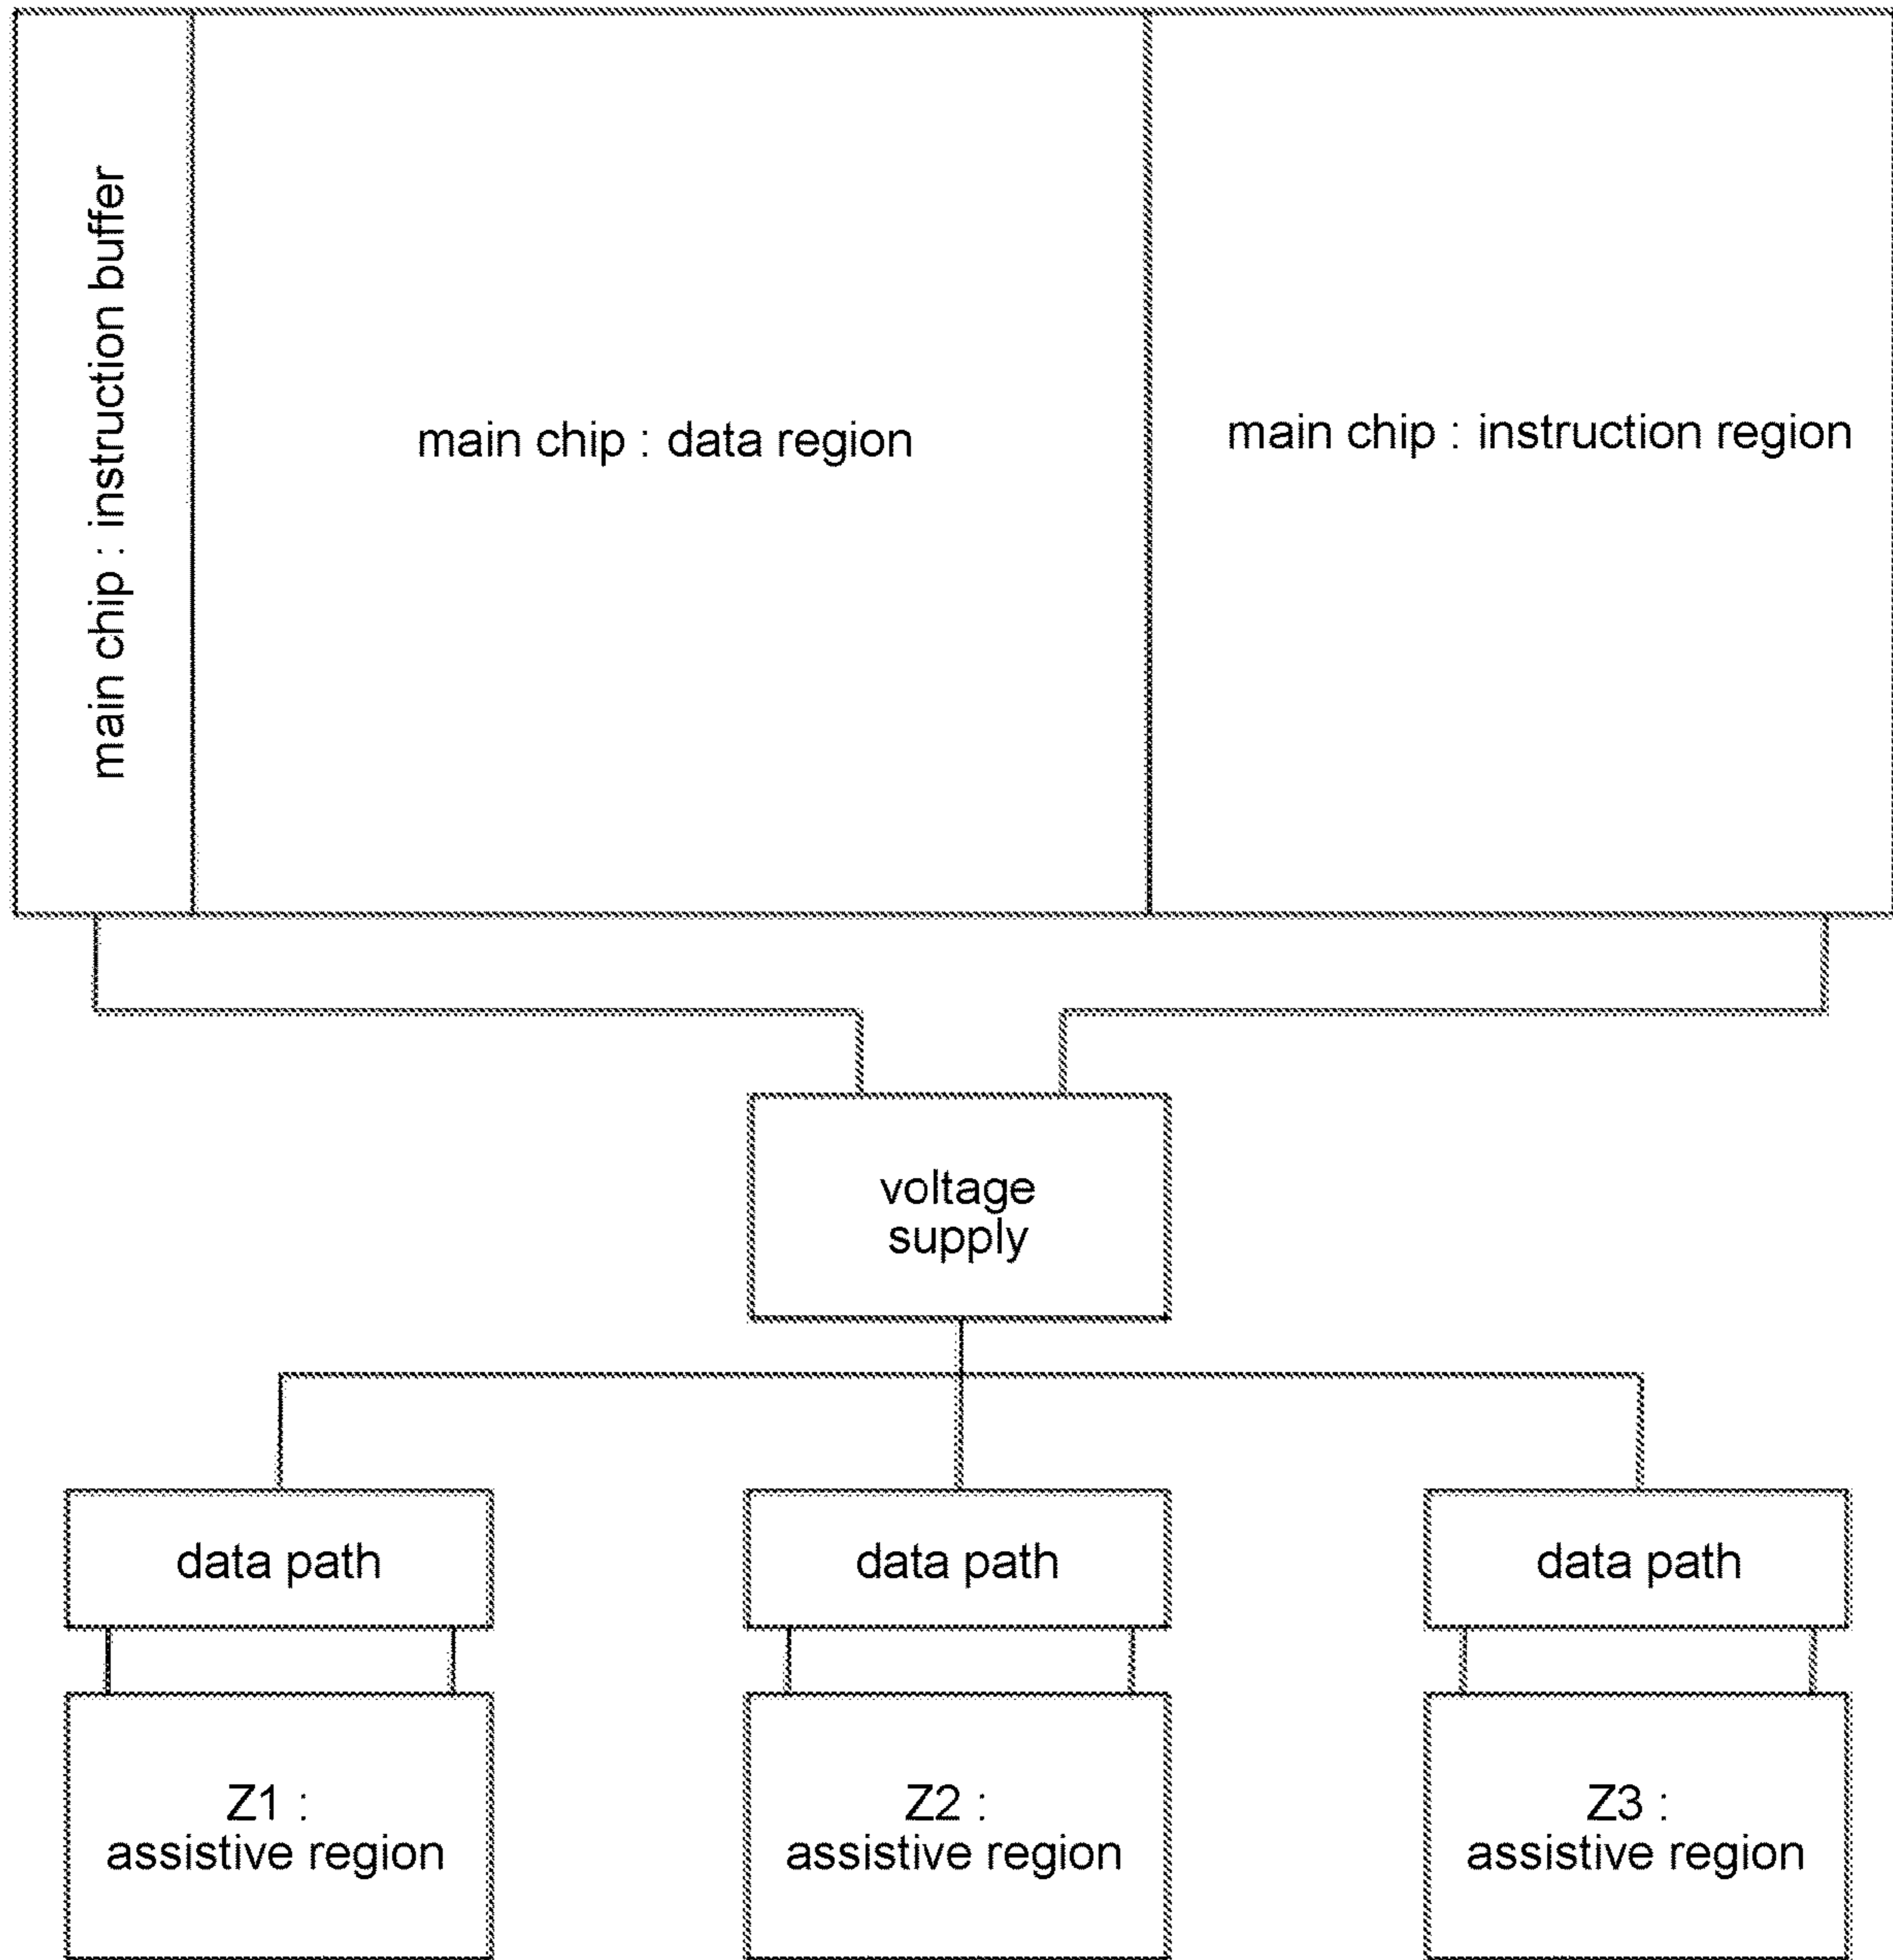 main chip : instruction buffer
main chip : data region
main chip : instruction region
voltage
supply
data path
data path
data path
Z1 :
assistive region
Z2 :
assistive region
Z3 :
assistive region